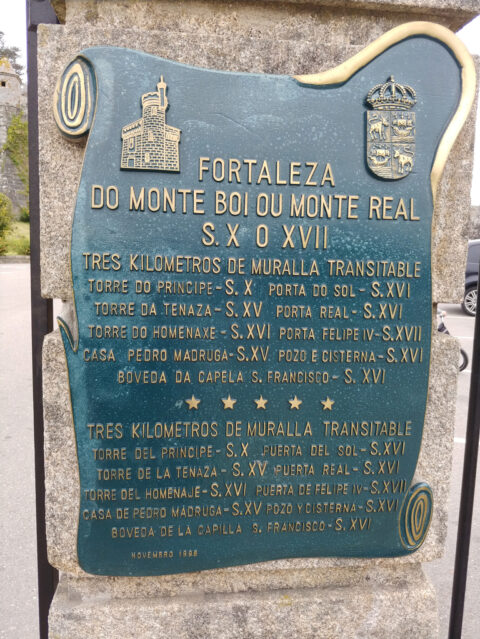 FORTALEZA
DO MONTE BOI OU MONTE REAL
S. X O XVII
TRES KILOMETROS DE MURALLA TRANSITABLE
TORRE DO PRINCIPE - S. X PORTA DO SOL - S. XVI
TORRE DA TENAZA - S. XV PORTA REAL - S. XVI
TORRE DO HOMENAXE - S. XVI PORTA FELIPE IV - S. XVII
CASA PEDRO MADRUGA - S. XV POZO E CISTERNA - S. XVI
BOVEDA DA CAPELA S. FRANCISCO - S. XVI
TRES KILOMETROS DE MURALLA TRANSITABLE
TORRE DEL PRINCIPE - S. X PUERTA DEL SOL - S. XVI
TORRE DE LA TENAZA - S. XV PUERTA REAL - S. XVI
TORRE DEL HOMENAJE - S. XVI PUERTA DE FELIPE IV - S. XVII
CASA DE PEDRO MADRUGA - S. XV POZO Y CISTERNA - S. XVI
BOVEDA DE LA CAPILLA S. FRANCISCO - S. XVI
NOVEMBRO 1998